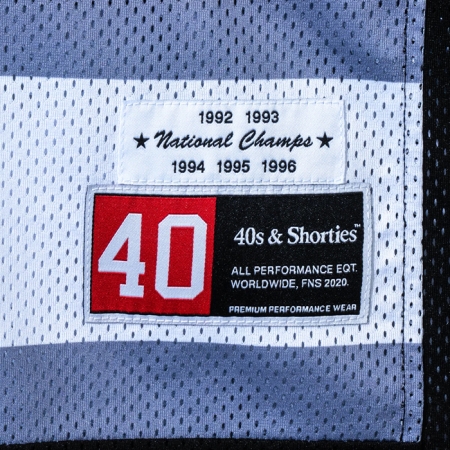 1992 1993
★ National Champs ★
1994 1995 1996
40
40s & Shorties™
ALL PERFORMANCE EQT.
WORLDWIDE, FNS 2020.
PREMIUM PERFORMANCE WEAR